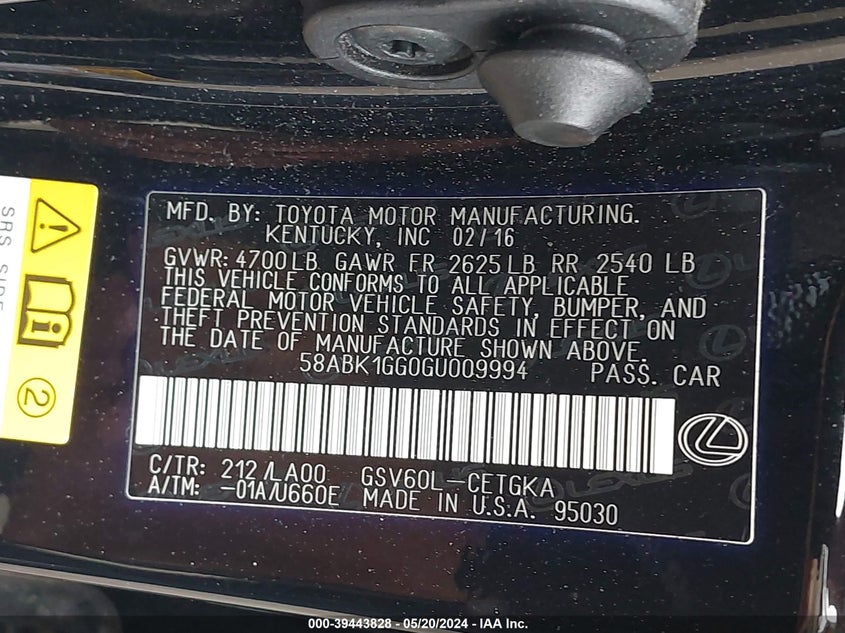 MFD. BY: TOYOTA MOTOR MANUFACTURING.
KENTUCKY, INC 02/16
GVWR: 4700LB GAWR FR 2625LB RR 2540 LB
THIS VEHICLE CONFORMS TO ALL APPLICABLE
FEDERAL MOTOR VEHICLE SAFETY, BUMPER, AND
THEFT PREVENTION STANDARDS IN EFFECT ON
THE DATE OF MANUFACTURE SHOWN ABOVE.
58ABK1GG0GU009994 PASS. CAR
C/TR: 212/LA00 GSV60L-CETGKA
A/TM: -01A/U660E MADE IN U.S.A. 95030
SRS SIDE
2
000-39443828 - 05/20/2024 - IAA Inc.